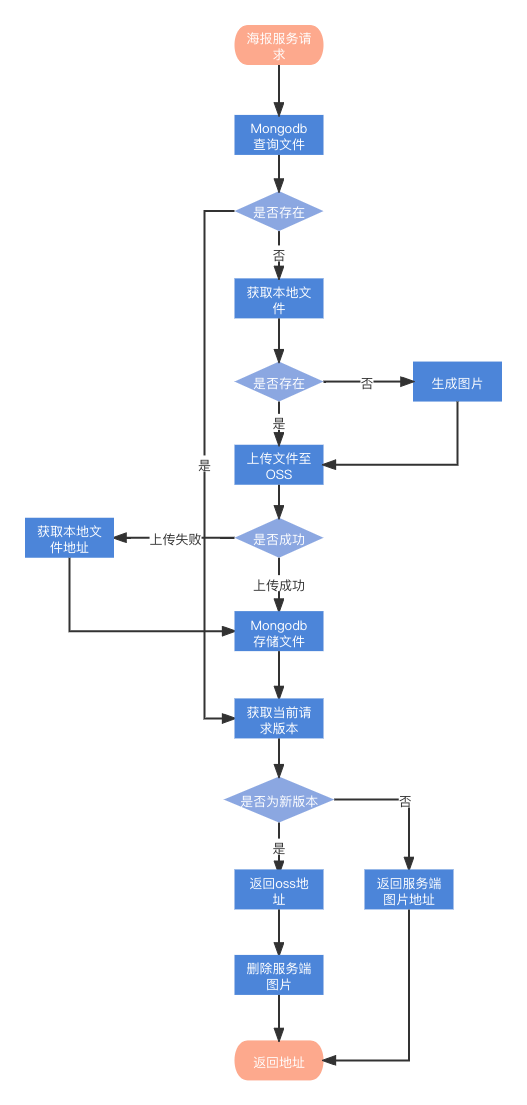 海报服务请
求
Mongodb
查询文件
是否存在
否
获取本地文
件
是否存在
否
生成图片
是
上传文件至
OSS
是
获取本地文
件地址
上传失败
是否成功
上传成功
Mongodb
存储文件
获取当前请
求版本
是否为新版本
否
是
返回oss地
址
返回服务端
图片地址
删除服务端
图片
返回地址